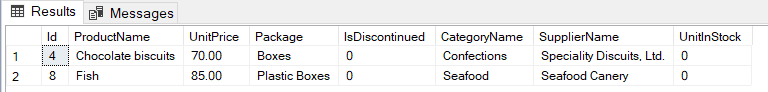 Results Messages
Id ProductName UnitPrice Package IsDiscontinued CategoryName SupplierName UnitInStock
1 4 Chocolate biscuits 70.00 Boxes 0 Confections Speciality Discuits, Ltd. 0
2 8 Fish 85.00 Plastic Boxes 0 Seafood Seafood Canery 0